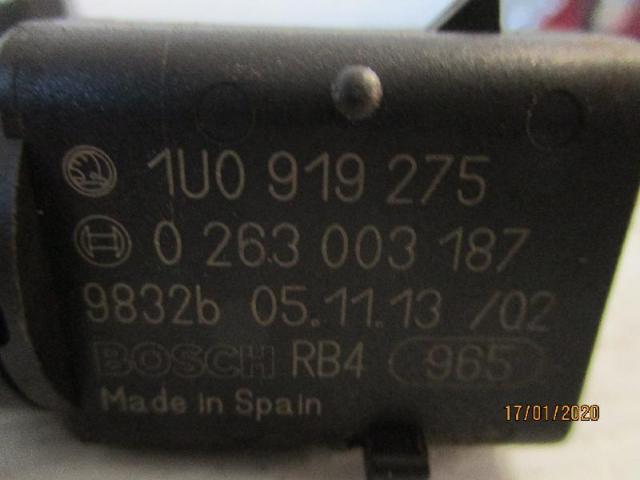 1U0 919 275
0 263 003 187
9832b 05.11.13 /02
BOSCH RB4 965
Made in Spain
17/01/2020